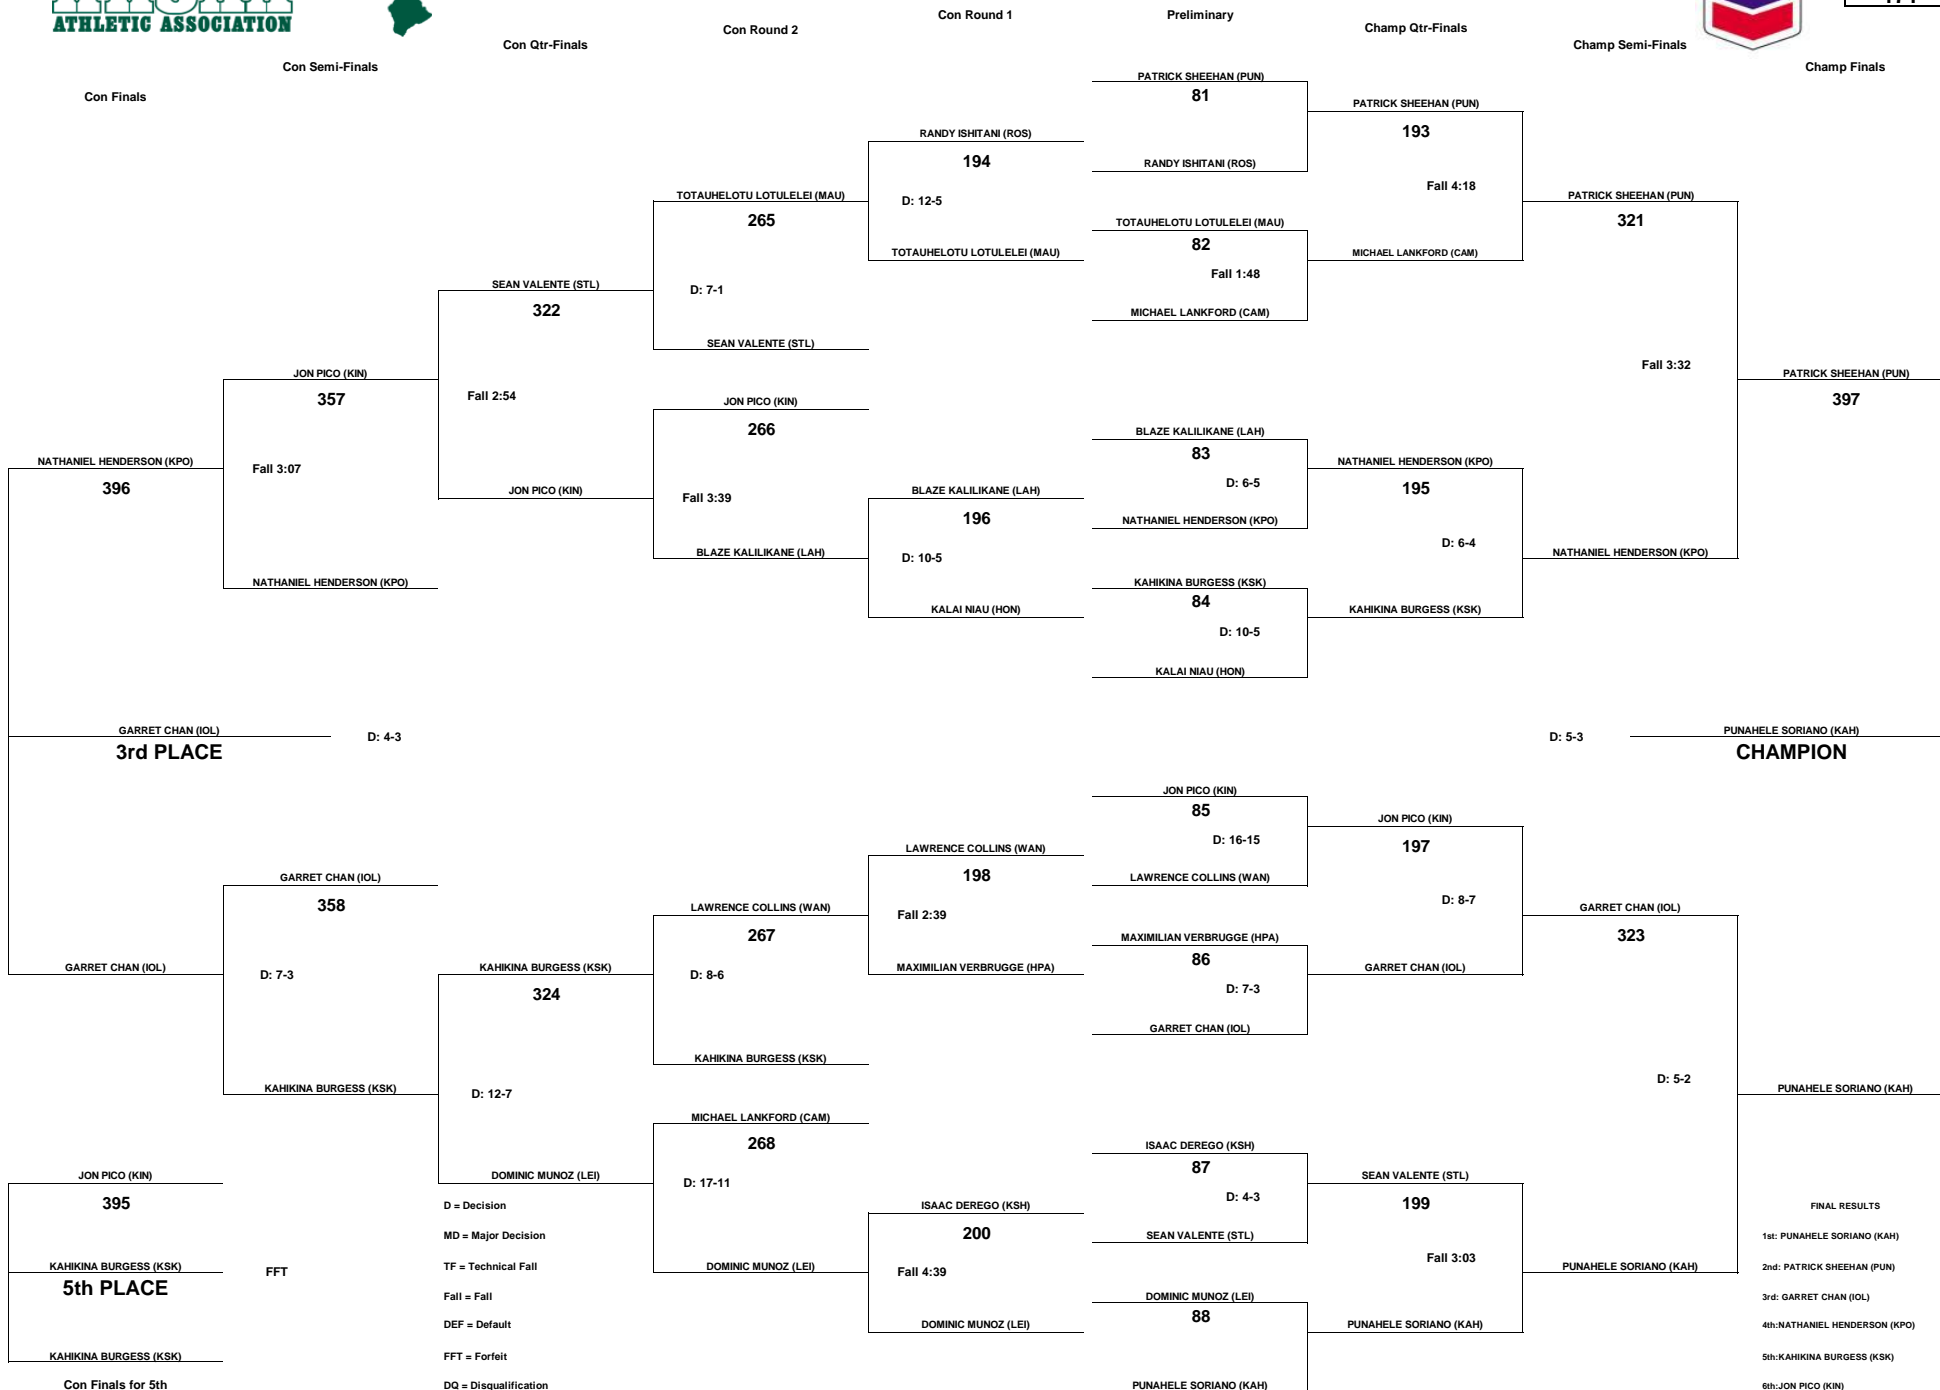 ATHLETIC ASSOCIATION
Con Finals
Con Semi-Finals
Con Qtr-Finals
Con Round 2
Con Round 1
Preliminary
Champ Qtr-Finals
Champ Semi-Finals
Champ Finals
PATRICK SHEEHAN (PUN)
81
RANDY ISHITANI (ROS)
TOTAUHELOTU LOTULELEI (MAU)
82
Fall 1:48
MICHAEL LANKFORD (CAM)
BLAZE KALILIKANE (LAH)
83
D: 6-5
NATHANIEL HENDERSON (KPO)
KAHIKINA BURGESS (KSK)
84
D: 10-5
KALAI NIAU (HON)
JON PICO (KIN)
85
D: 16-15
LAWRENCE COLLINS (WAN)
MAXIMILIAN VERBRUGGE (HPA)
86
D: 7-3
GARRET CHAN (IOL)
ISAAC DEREGO (KSH)
87
D: 4-3
SEAN VALENTE (STL)
DOMINIC MUNOZ (LEI)
88
PUNAHELE SORIANO (KAH)
PATRICK SHEEHAN (PUN)
193
Fall 4:18
MICHAEL LANKFORD (CAM)
NATHANIEL HENDERSON (KPO)
195
D: 6-4
KAHIKINA BURGESS (KSK)
JON PICO (KIN)
197
D: 8-7
GARRET CHAN (IOL)
SEAN VALENTE (STL)
199
Fall 3:03
PUNAHELE SORIANO (KAH)
PATRICK SHEEHAN (PUN)
321
Fall 3:32
NATHANIEL HENDERSON (KPO)
GARRET CHAN (IOL)
323
D: 5-2
PUNAHELE SORIANO (KAH)
PATRICK SHEEHAN (PUN)
397
D: 5-3
PUNAHELE SORIANO (KAH)
CHAMPION
PUNAHELE SORIANO (KAH)
RANDY ISHITANI (ROS)
194
D: 12-5
TOTAUHELOTU LOTULELEI (MAU)
BLAZE KALILIKANE (LAH)
196
D: 10-5
KALAI NIAU (HON)
LAWRENCE COLLINS (WAN)
198
Fall 2:39
MAXIMILIAN VERBRUGGE (HPA)
ISAAC DEREGO (KSH)
200
Fall 4:39
DOMINIC MUNOZ (LEI)
TOTAUHELOTU LOTULELEI (MAU)
265
D: 7-1
SEAN VALENTE (STL)
JON PICO (KIN)
266
Fall 3:39
BLAZE KALILIKANE (LAH)
LAWRENCE COLLINS (WAN)
267
D: 8-6
KAHIKINA BURGESS (KSK)
MICHAEL LANKFORD (CAM)
268
D: 17-11
DOMINIC MUNOZ (LEI)
SEAN VALENTE (STL)
322
Fall 2:54
JON PICO (KIN)
KAHIKINA BURGESS (KSK)
324
D: 12-7
DOMINIC MUNOZ (LEI)
JON PICO (KIN)
357
Fall 3:07
NATHANIEL HENDERSON (KPO)
GARRET CHAN (IOL)
358
D: 7-3
KAHIKINA BURGESS (KSK)
NATHANIEL HENDERSON (KPO)
396
GARRET CHAN (IOL)
3rd PLACE
D: 4-3
GARRET CHAN (IOL)
JON PICO (KIN)
395
KAHIKINA BURGESS (KSK)
5th PLACE
FFT
KAHIKINA BURGESS (KSK)
Con Finals for 5th
D = Decision
MD = Major Decision
TF = Technical Fall
Fall = Fall
DEF = Default
FFT = Forfeit
DQ = Disqualification
FINAL RESULTS
1st: PUNAHELE SORIANO (KAH)
2nd: PATRICK SHEEHAN (PUN)
3rd: GARRET CHAN (IOL)
4th:NATHANIEL HENDERSON (KPO)
5th:KAHIKINA BURGESS (KSK)
6th:JON PICO (KIN)